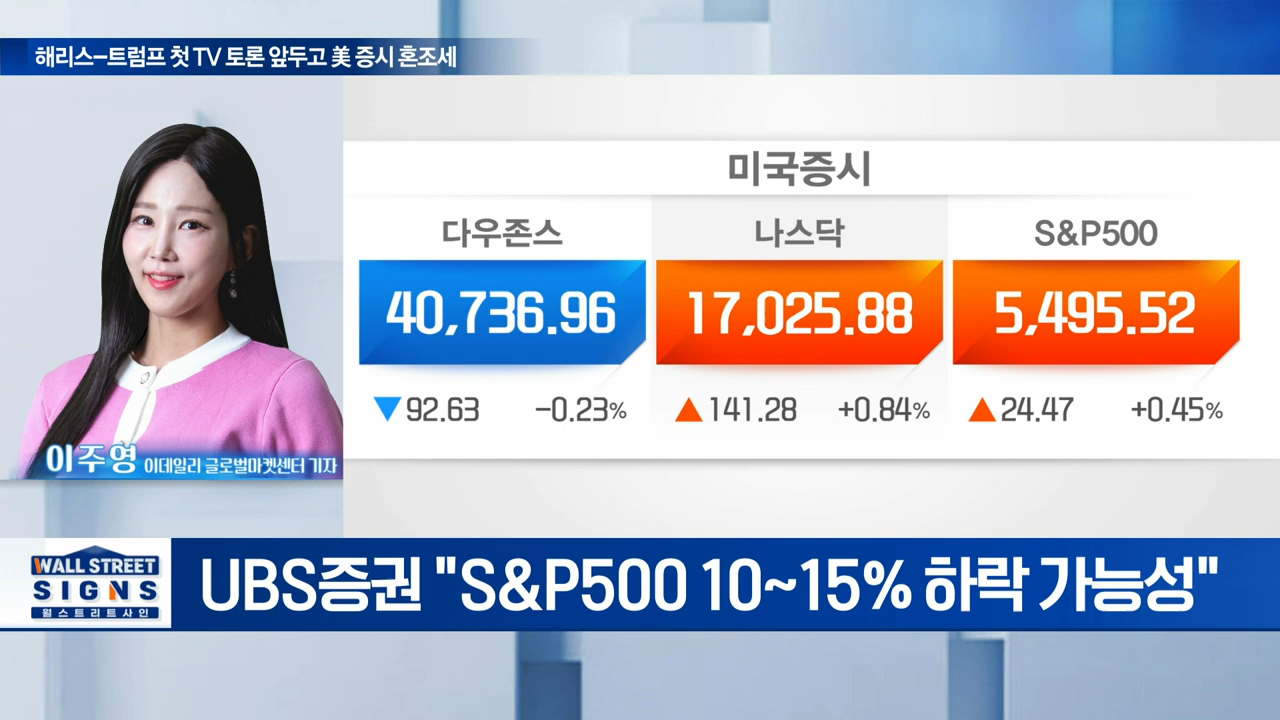 해리스-트럼프 첫 TV 토론 앞두고 美 증시 혼조세
미국증시
다우존스
40,736.96
▼ 92.63 -0.23%
나스닥
17,025.88
▲ 141.28 +0.84%
S&P500
5,495.52
▲ 24.47 +0.45%
이주영 이데일리 글로벌마켓센터 기자
WALL STREET
SIGNS
월스트리트사인
UBS증권 "S&P500 10~15% 하락 가능성"